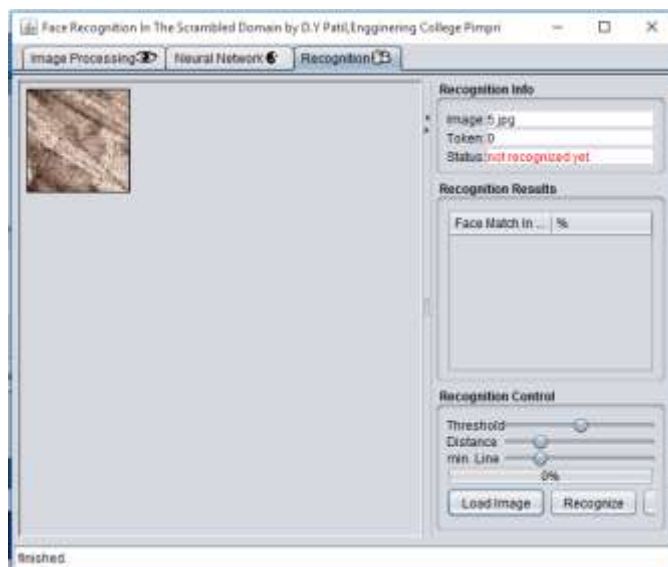 Face Recognition In The Scrambled Domain by D.Y Patil,Engginering College Pimpri
Image Processing
Neural Network
Recognition
Recognition Info
Image: 5.jpg
Token: 0
Status: not recognized yet
Recognition Results
Face Match In ... %
Recognition Control
Threshold
Distance
min. Line
0%
Load Image Recognize
finished.